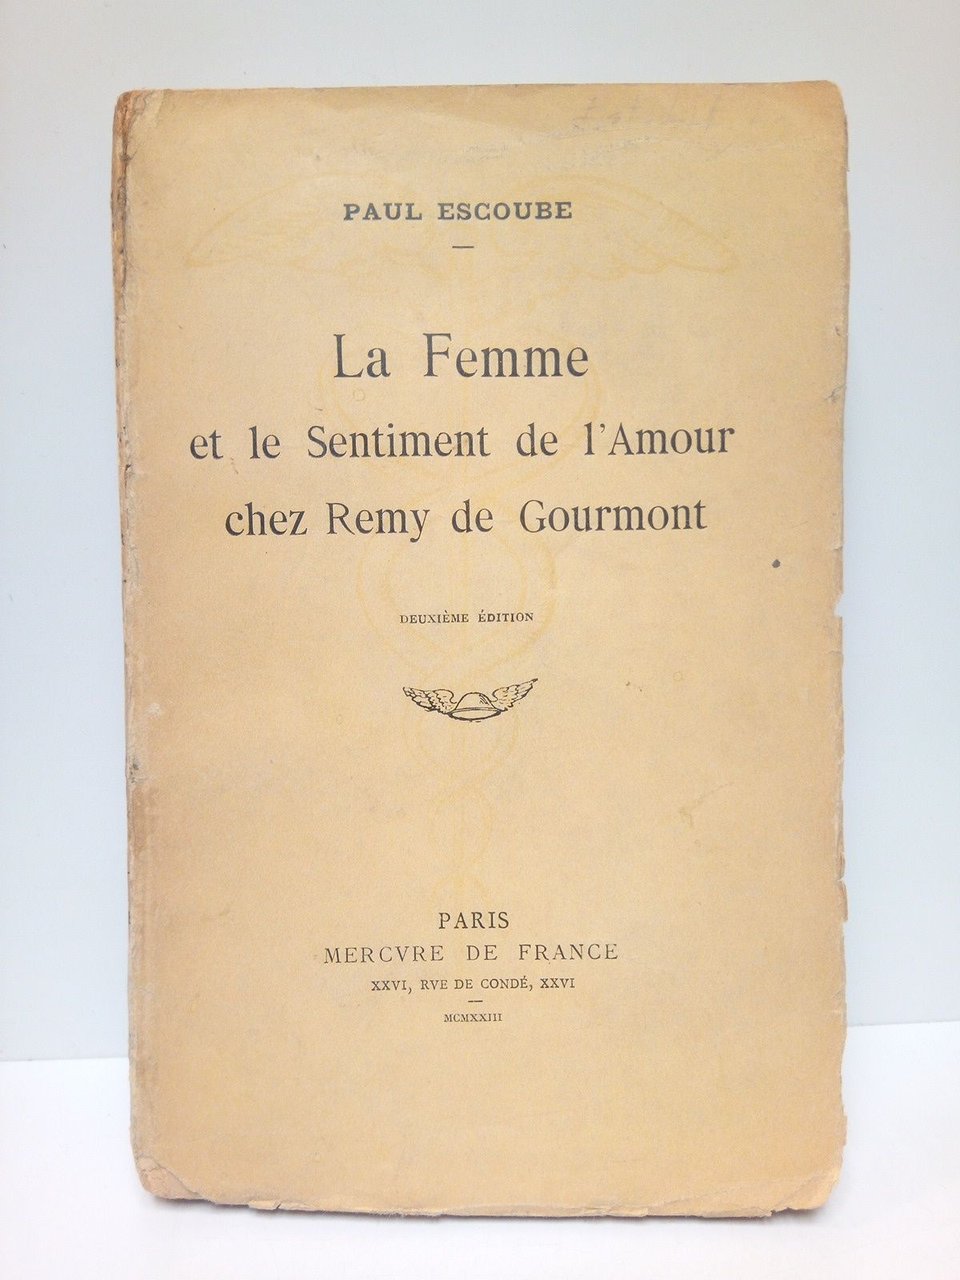 PAUL ESCOUBE
La Femme
et le Sentiment de l'Amour
chez Remy de Gourmont
DEUXIÈME ÉDITION
PARIS
MERCVRE DE FRANCE
XXVI, RVE DE CONDÉ, XXVI
MCMXXIII